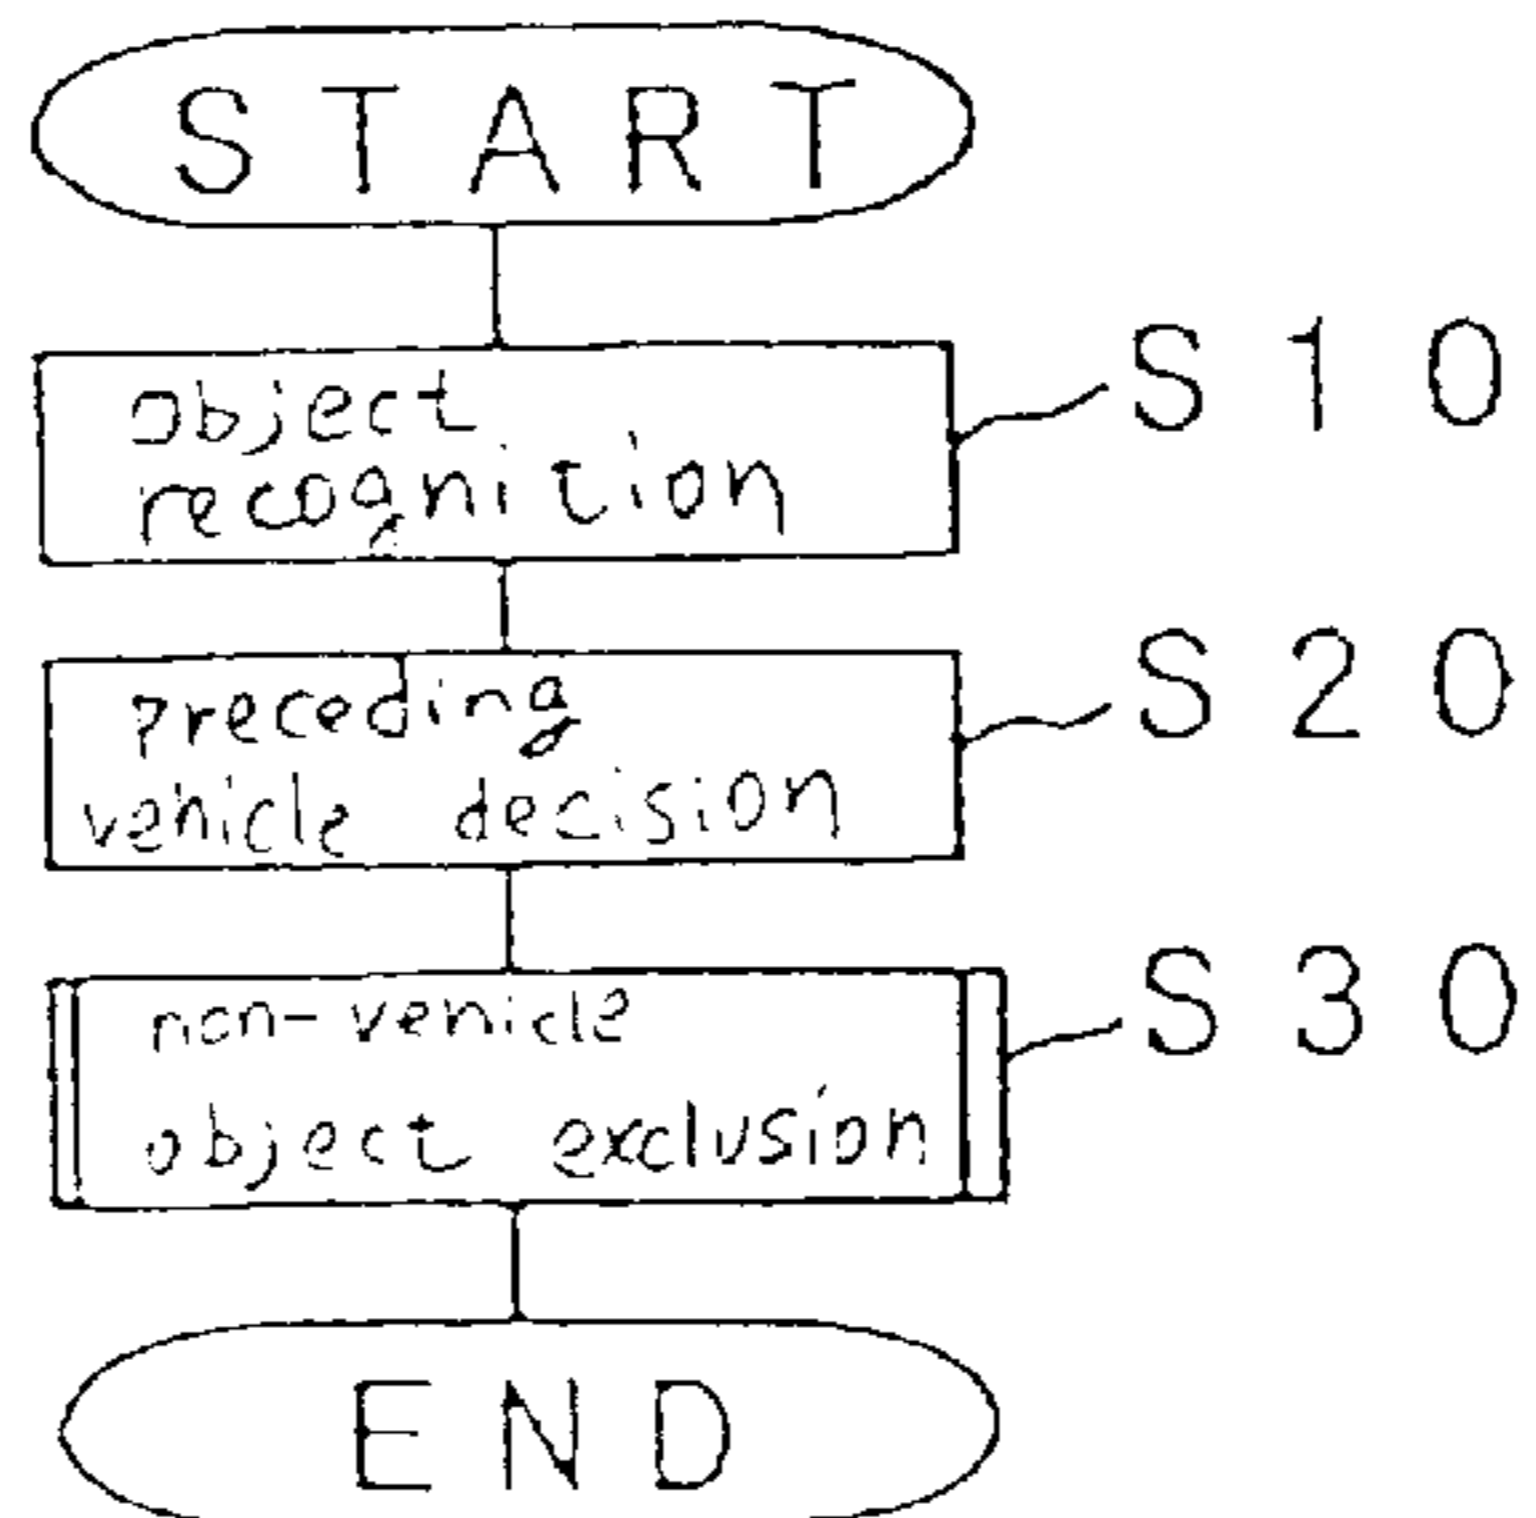 START
object
recognition
S10
preceding
vehicle decision
S20
non-vehicle
object exclusion
S30
END